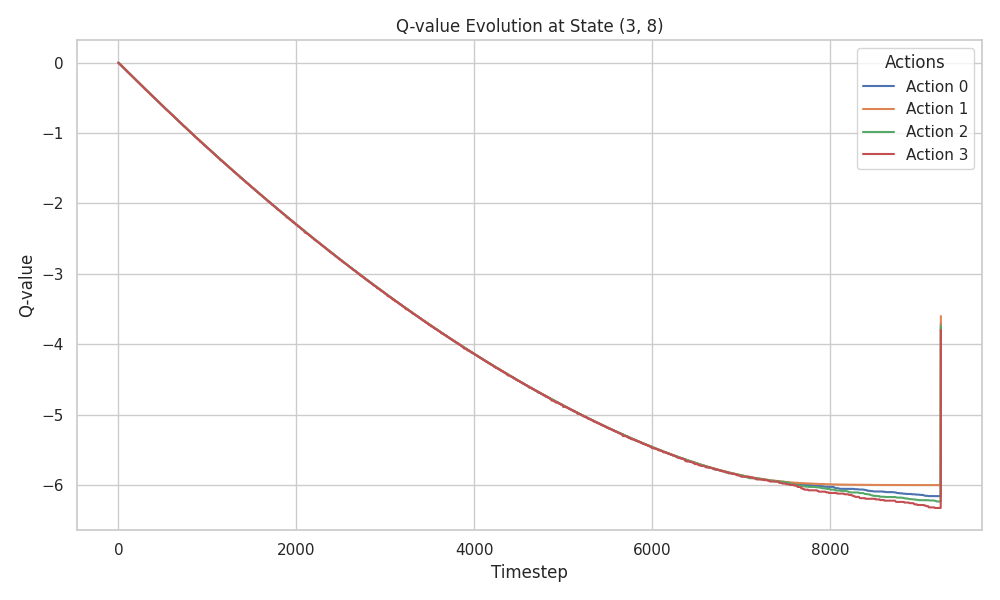 Q-value Evolution at State (3, 8)
Actions
Action 0
Action 1
Action 2
Action 3
Q-value
0
−1
−2
−3
−4
−5
−6
0 2000 4000 6000 8000
Timestep